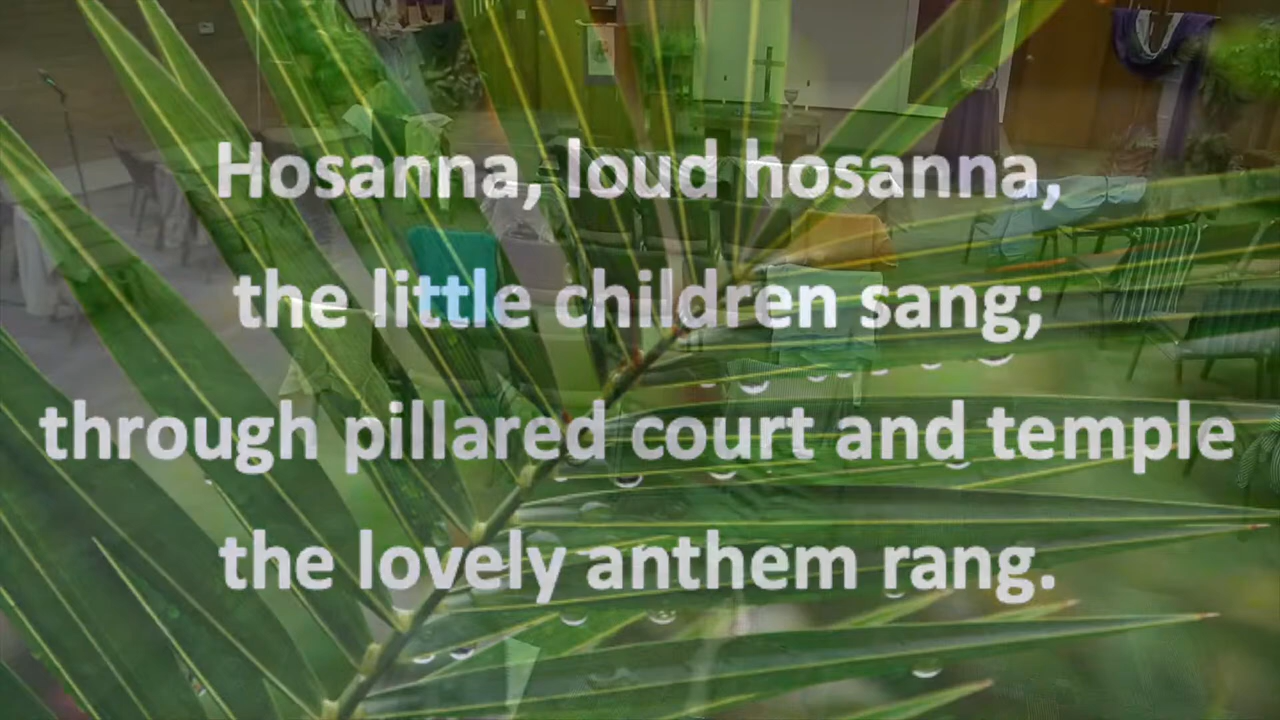 Hosanna, loud hosanna,
the little children sang;
through pillared court and temple
the lovely anthem rang.